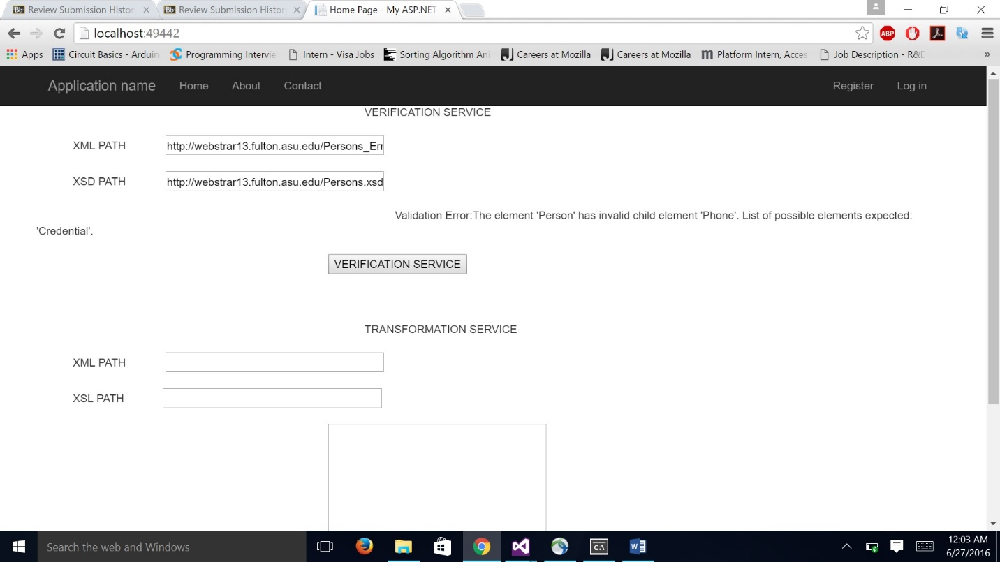 Review Submission Histor
Review Submission Histor
Home Page - My ASP.NET
localhost:49442
ABP
Apps
Circuit Basics - Arduin
Programming Intervie
Intern - Visa Jobs
Sorting Algorithm Ani
Careers at Mozilla
Careers at Mozilla
Platform Intern, Acces
Job Description - R&D
»
Application name
Home
About
Contact
Register
Log in
VERIFICATION SERVICE
XML PATH
http://webstrar13.fulton.asu.edu/Persons_Err
XSD PATH
http://webstrar13.fulton.asu.edu/Persons.xsd
Validation Error:The element 'Person' has invalid child element 'Phone'. List of possible elements expected:
'Credential'.
VERIFICATION SERVICE
TRANSFORMATION SERVICE
XML PATH
XSL PATH
Search the web and Windows
12:03 AM
6/27/2016